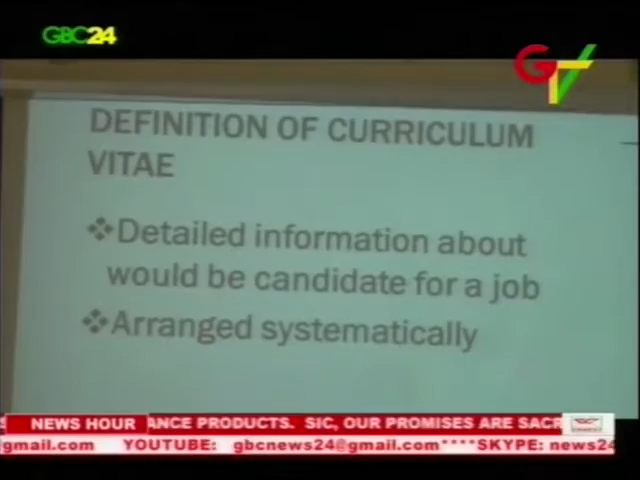 GBC24
GTV
DEFINITION OF CURRICULUM
VITAE
Detailed information about
would be candidate for a job
Arranged systematically
NEWS HOUR
ANCE PRODUCTS. SIC, OUR PROMISES ARE SACR
gmail.com YOUTUBE: gbcnews24@gmail.com****SKYPE: news24